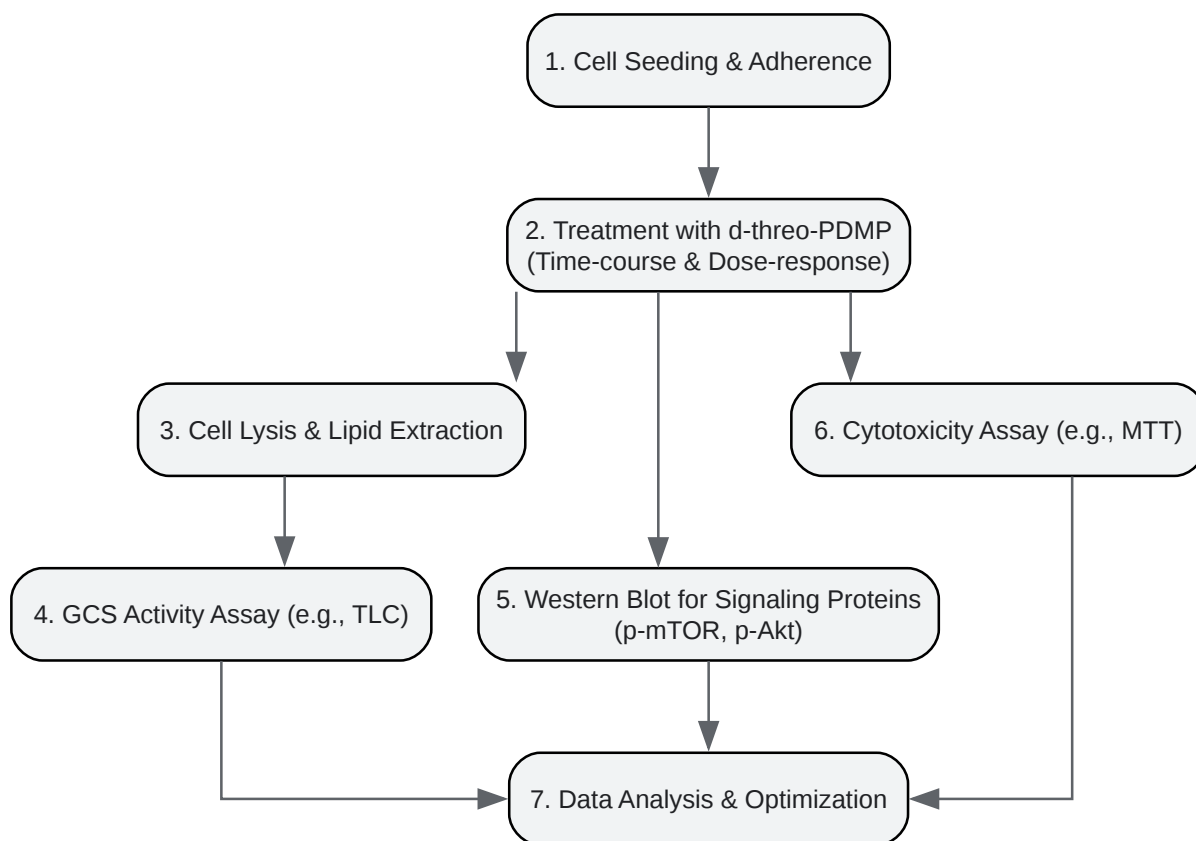 1. Cell Seeding & Adherence
2. Treatment with d-threo-PDMP
(Time-course & Dose-response)
3. Cell Lysis & Lipid Extraction
6. Cytotoxicity Assay (e.g., MTT)
4. GCS Activity Assay (e.g., TLC)
5. Western Blot for Signaling Proteins
(p-mTOR, p-Akt)
7. Data Analysis & Optimization